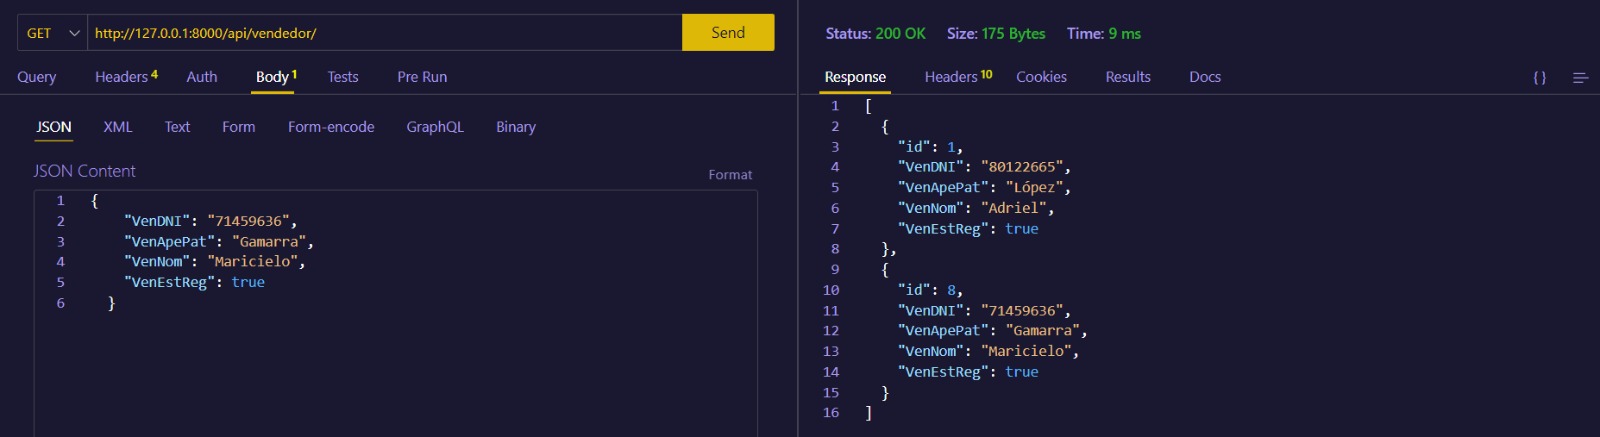 GET http://127.0.0.1:8000/api/vendedor/ Send
Query Headers 4 Auth Body 1 Tests Pre Run
JSON XML Text Form Form-encode GraphQL Binary
JSON Content Format
1 {
2 "VenDNI": "71459636",
3 "VenApePat": "Gamarra",
4 "VenNom": "Maricielo",
5 "VenEstReg": true
6 }
Status: 200 OK Size: 175 Bytes Time: 9 ms
Response Headers 10 Cookies Results Docs {}
1 [
2 {
3 "id": 1,
4 "VenDNI": "80122665",
5 "VenApePat": "López",
6 "VenNom": "Adriel",
7 "VenEstReg": true
8 },
9 {
10 "id": 8,
11 "VenDNI": "71459636",
12 "VenApePat": "Gamarra",
13 "VenNom": "Maricielo",
14 "VenEstReg": true
15 }
16 ]